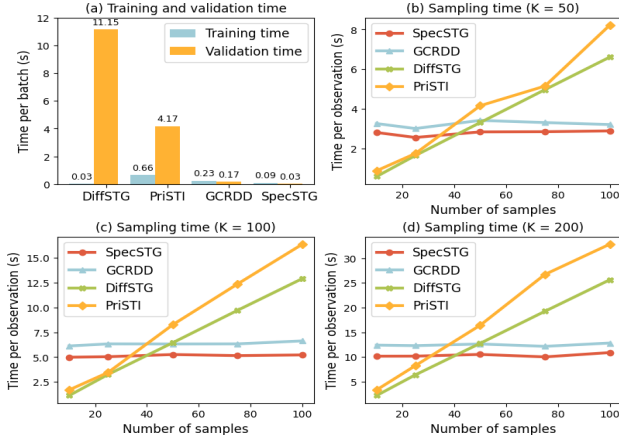 (a) Training and validation time
Time per batch (s)
12
10
8
6
4
2
0
Training time
Validation time
0.03
11.15
0.66
4.17
0.23
0.17
0.09
0.03
DiffSTG
PriSTI
GCRDD
SpecSTG
(b) Sampling time (K = 50)
Time per observation (s)
8
6
4
2
SpecSTG
GCRDD
DiffSTG
PriSTI
20
40
60
80
100
Number of samples
(c) Sampling time (K = 100)
Time per observation (s)
15.0
12.5
10.0
7.5
5.0
2.5
SpecSTG
GCRDD
DiffSTG
PriSTI
20
40
60
80
100
Number of samples
(d) Sampling time (K = 200)
Time per observation (s)
30
25
20
15
10
5
SpecSTG
GCRDD
DiffSTG
PriSTI
20
40
60
80
100
Number of samples